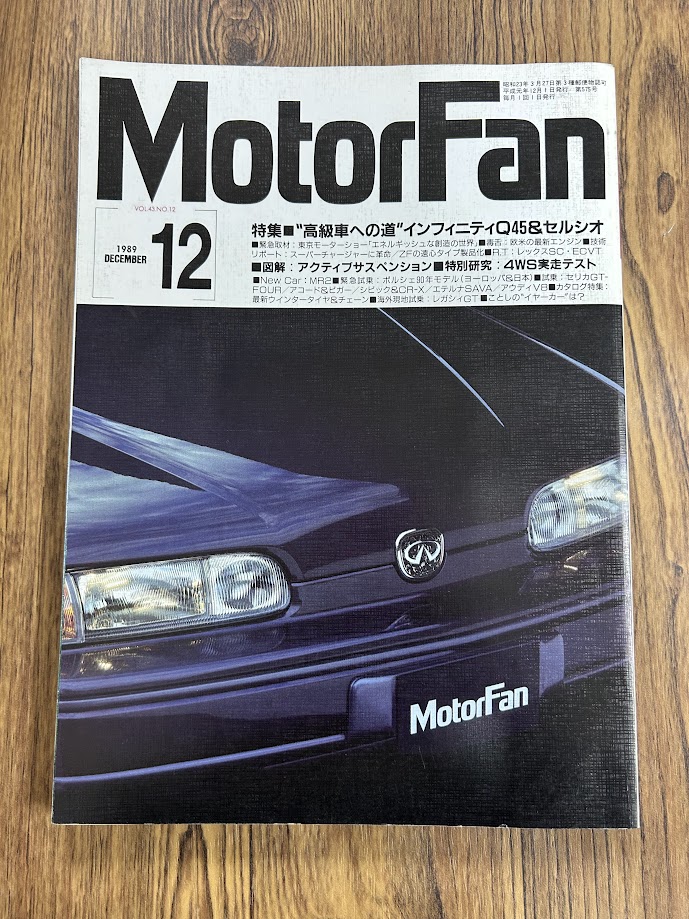 MotorFan
昭和23年3月27日第3種郵便物認可
平成元年12月1日発行 第575号
毎月1回1日発行
VOL.43.NO.12
1989
DECEMBER
12
特集■“高級車への道”インフィニティQ45&セルシオ
■緊急取材：東京モーターショー「エネルギッシュな創造の世界」■毒舌：欧米の最新エンジン■技術
リポート：スーパーチャージャーに革命／ZFの遠心タイプ製品化■R.T：レックスSC・ECVT
■図解：アクティブサスペンション■特別研究：4WS実走テスト
■New Car：MR2■緊急試乗：ポルシェ90年モデル(ヨーロッパ&日本)■試乗：セリカGT-
FOUR／アコード&ビガー／シビック&CR-X／エテルナSAVA／アウディV8■カタログ特集：
最新ウインタータイヤ&チェーン■海外現地試乗：レガシィGT■ことしの“イヤーカー”は？
MotorFan